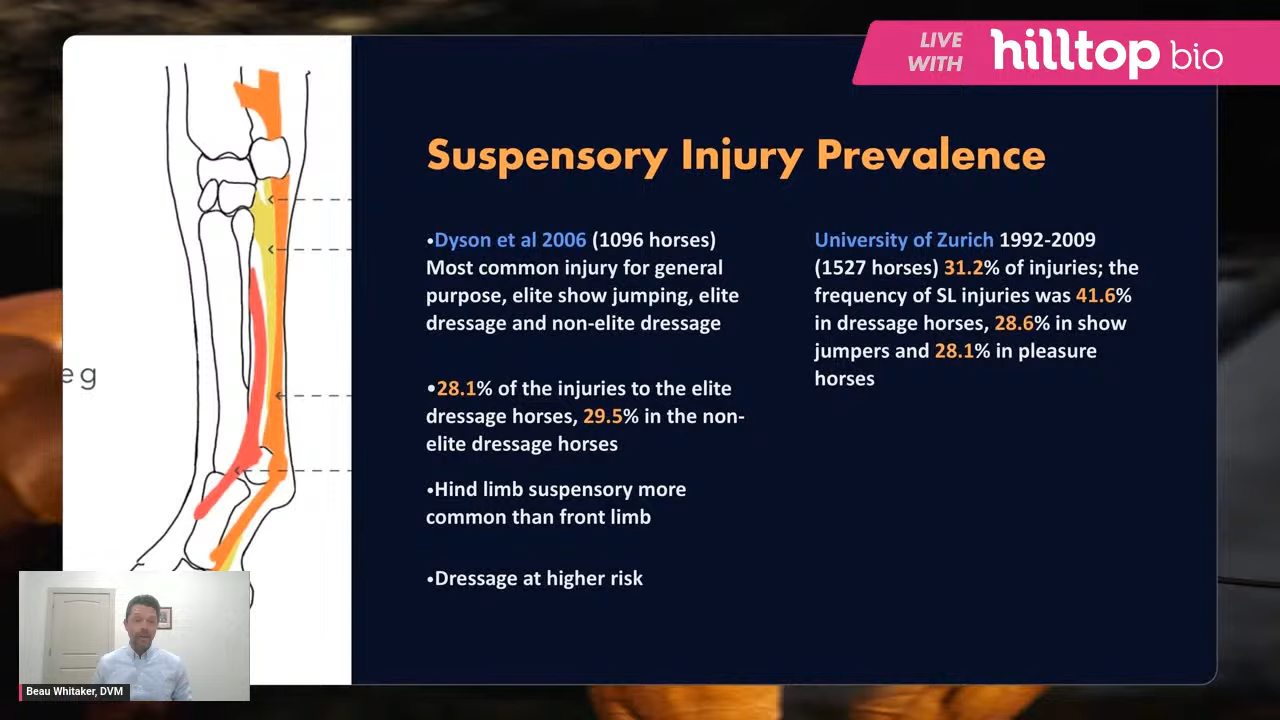 LIVE
WITH
hilltop bio
Suspensory Injury Prevalence
•Dyson et al 2006 (1096 horses)
Most common injury for general
purpose, elite show jumping, elite
dressage and non-elite dressage
•28.1% of the injuries to the elite
dressage horses, 29.5% in the non-
elite dressage horses
•Hind limb suspensory more
common than front limb
•Dressage at higher risk
University of Zurich 1992-2009
(1527 horses) 31.2% of injuries; the
frequency of SL injuries was 41.6%
in dressage horses, 28.6% in show
jumpers and 28.1% in pleasure
horses
eg
Beau Whitaker, DVM